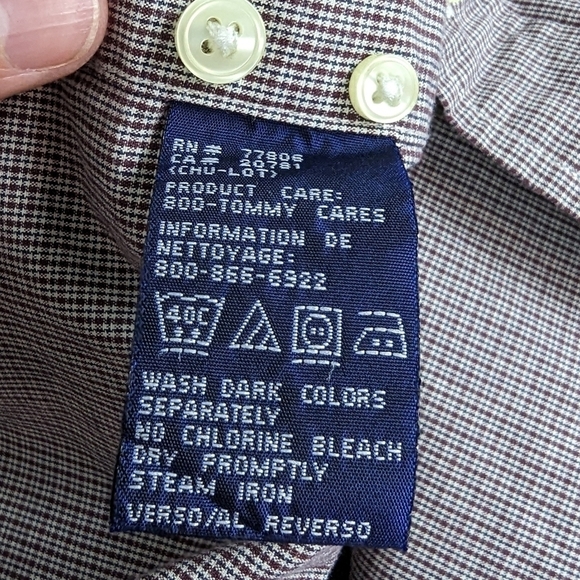 RN# 77806
CA# 20781
(CHU-LOT)
PRODUCT CARE:
800-TOMMY CARES
INFORMATION DE
NETTOYAGE:
800-866-6922
40C
WASH DARK COLORS
SEPARATELY
NO CHLORINE BLEACH
DRY PROMPTLY
STEAM IRON
VERSO/AL REVERSO